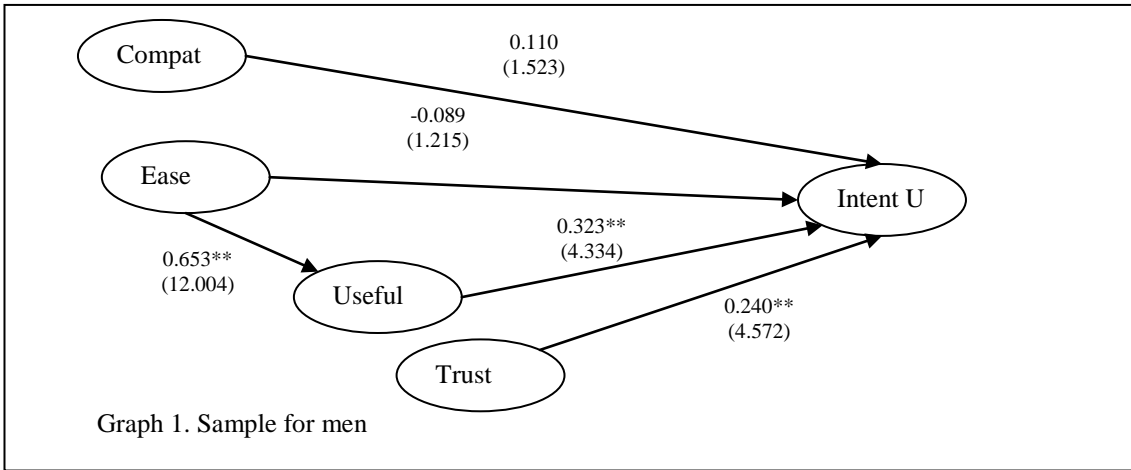 Compat
0.110
(1.523)
-0.089
(1.215)
Ease
Intent U
0.323**
(4.334)
0.653**
(12.004)
Useful
0.240**
(4.572)
Trust
Graph 1. Sample for men